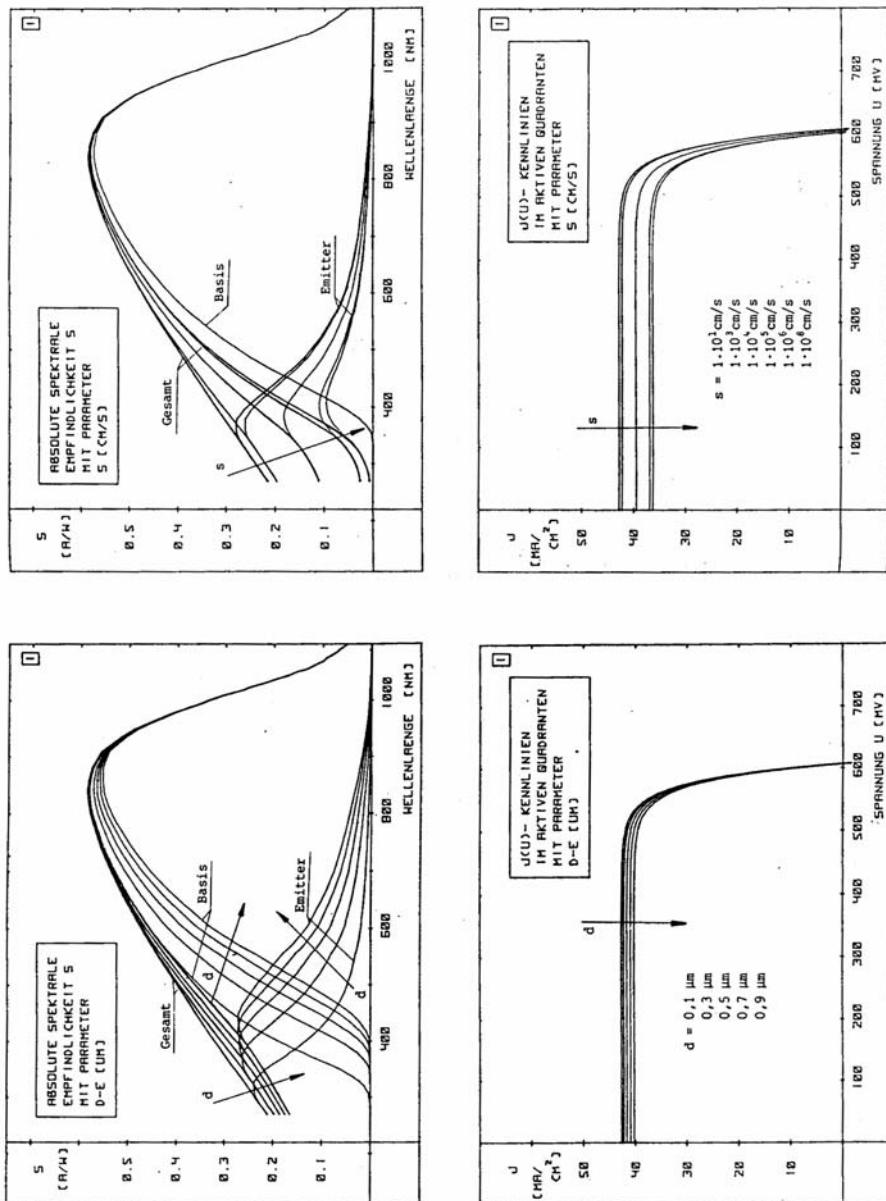 I
ABSOLUTE SPEKTRALE
EMPFINDLICHKEIT S
MIT PARAMETER
D-E [UM]
S
[A/W]
0.5
0.4
0.3
0.2
0.1
Gesamt
Basis
Emitter
d
d
d
400
600
800
1000
WELLENLAENGE [NM]
I
J(U)- KENNLINIEN
IM AKTIVEN QUADRANTEN
MIT PARAMETER
D-E [UM]
J
[MA/
CM²]
50
40
30
20
10
d
d = 0,1 µm
0,3 µm
0,5 µm
0,7 µm
0,9 µm
100
200
300
400
500
600
700
SPANNUNG U [MV]
I
ABSOLUTE SPEKTRALE
EMPFINDLICHKEIT S
MIT PARAMETER
S [CM/S]
S
[A/W]
0.5
0.4
0.3
0.2
0.1
Gesamt
Basis
Emitter
s
400
600
800
1000
WELLENLAENGE [NM]
I
J(U)- KENNLINIEN
IM AKTIVEN QUADRANTEN
MIT PARAMETER
S [CM/S]
J
[MA/
CM²]
50
40
30
20
10
s
s = 1·10¹cm/s
1·10³cm/s
1·10⁴cm/s
1·10⁵cm/s
1·10⁶cm/s
1·10⁸cm/s
100
200
300
400
500
600
700
SPANNUNG U [MV]